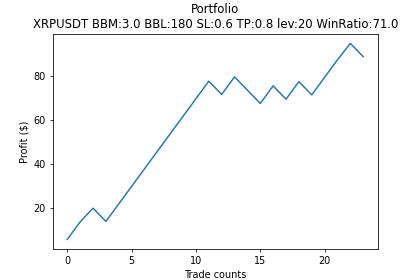 Portfolio
XRPUSDT BBM:3.0 BBL:180 SL:0.6 TP:0.8 lev:20 WinRatio:71.0
Profit ($)
80
60
40
20
0 5 10 15 20
Trade counts